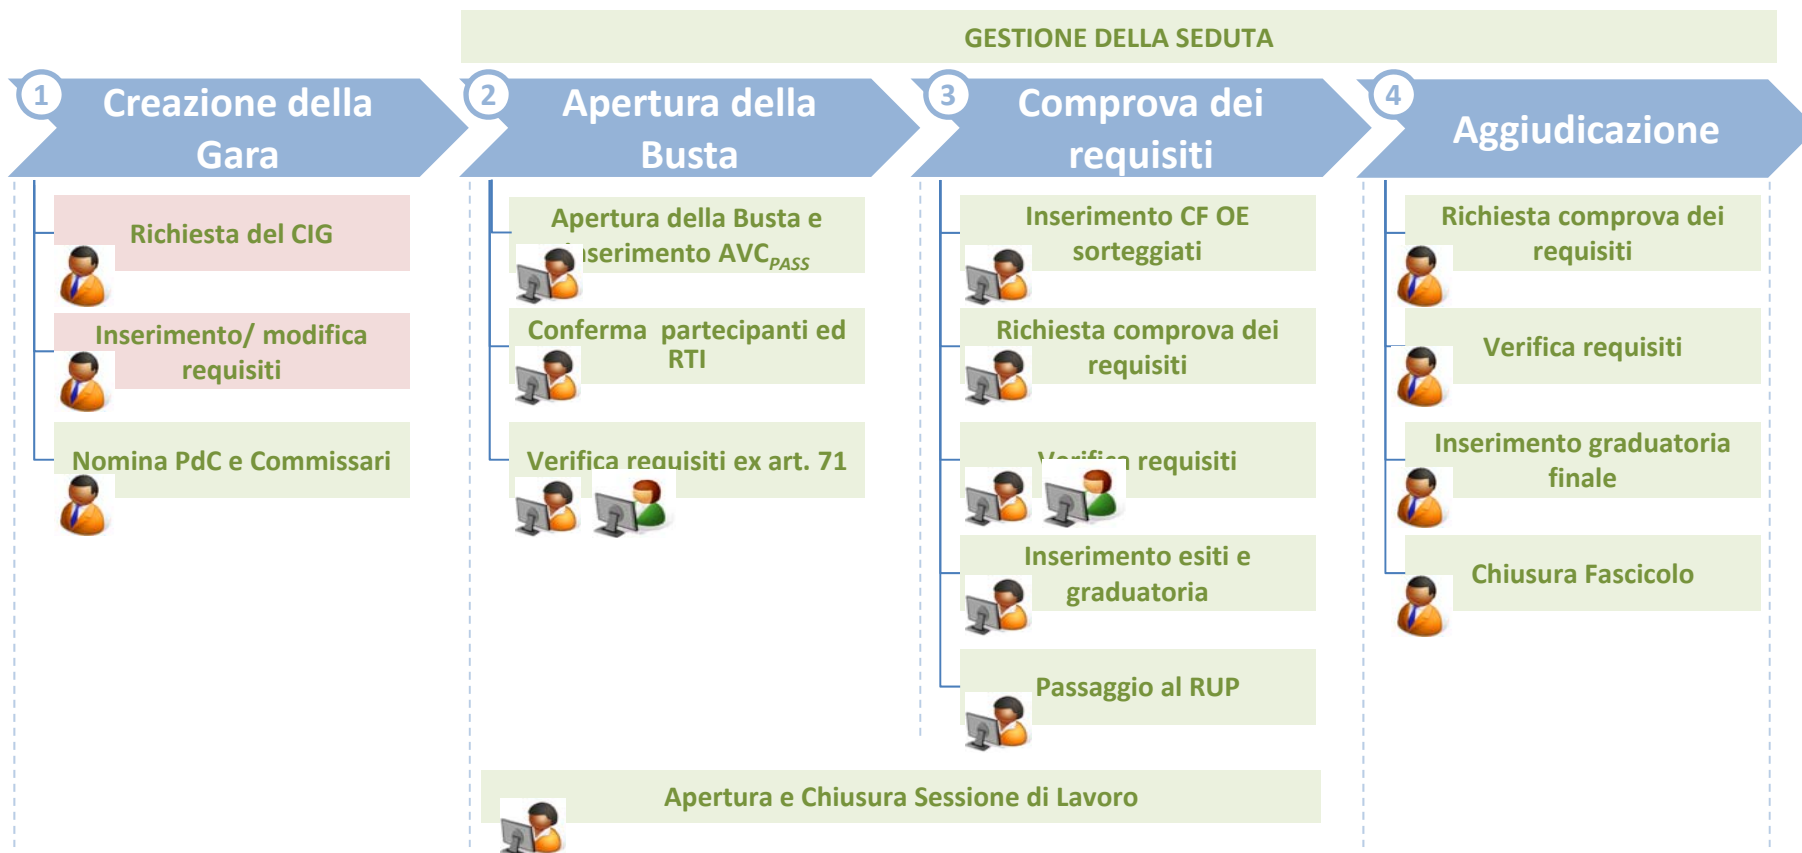 GESTIONE DELLA SEDUTA
1
Creazione della
Gara
Richiesta del CIG
Inserimento/ modifica
requisiti
Nomina PdC e Commissari
2
Apertura della
Busta
Apertura della Busta e
inserimento AVCPASS
Conferma partecipanti ed
RTI
Verifica requisiti ex art. 71
3
Comprova dei
requisiti
Inserimento CF OE
sorteggiati
Richiesta comprova dei
requisiti
Verifica requisiti
Inserimento esiti e
graduatoria
Passaggio al RUP
4
Aggiudicazione
Richiesta comprova dei
requisiti
Verifica requisiti
Inserimento graduatoria
finale
Chiusura Fascicolo
Apertura e Chiusura Sessione di Lavoro